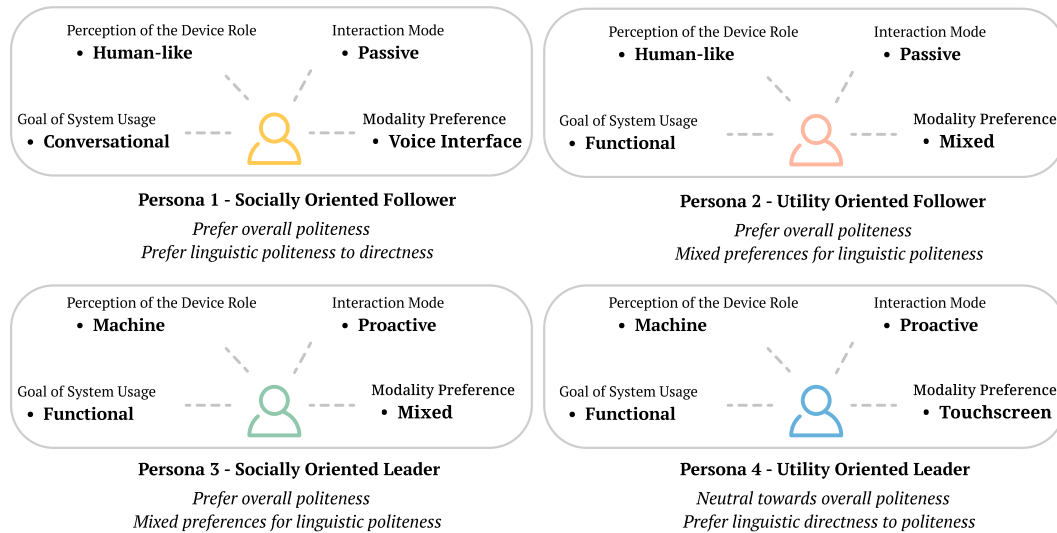 Perception of the Device Role
• Human-like
Interaction Mode
• Passive
Goal of System Usage
• Conversational
Modality Preference
• Voice Interface
Persona 1 - Socially Oriented Follower
Prefer overall politeness
Prefer linguistic politeness to directness
Perception of the Device Role
• Human-like
Interaction Mode
• Passive
Goal of System Usage
• Functional
Modality Preference
• Mixed
Persona 2 - Utility Oriented Follower
Prefer overall politeness
Mixed preferences for linguistic politeness
Perception of the Device Role
• Machine
Interaction Mode
• Proactive
Goal of System Usage
• Functional
Modality Preference
• Mixed
Persona 3 - Socially Oriented Leader
Prefer overall politeness
Mixed preferences for linguistic politeness
Perception of the Device Role
• Machine
Interaction Mode
• Proactive
Goal of System Usage
• Functional
Modality Preference
• Touchscreen
Persona 4 - Utility Oriented Leader
Neutral towards overall politeness
Prefer linguistic directness to politeness